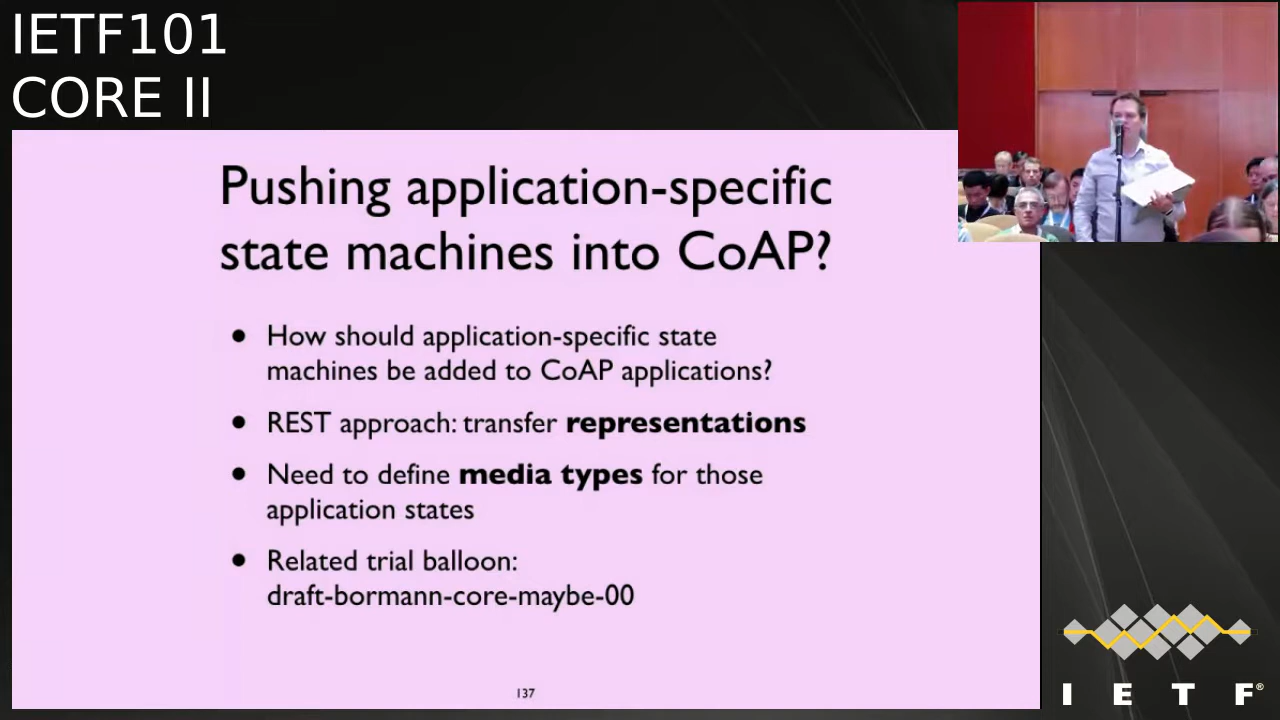 IETF101
CORE II
Pushing application-specific
state machines into CoAP?
• How should application-specific state
machines be added to CoAP applications?
• REST approach: transfer representations
• Need to define media types for those
application states
• Related trial balloon:
draft-bormann-core-maybe-00
137
I E T F®